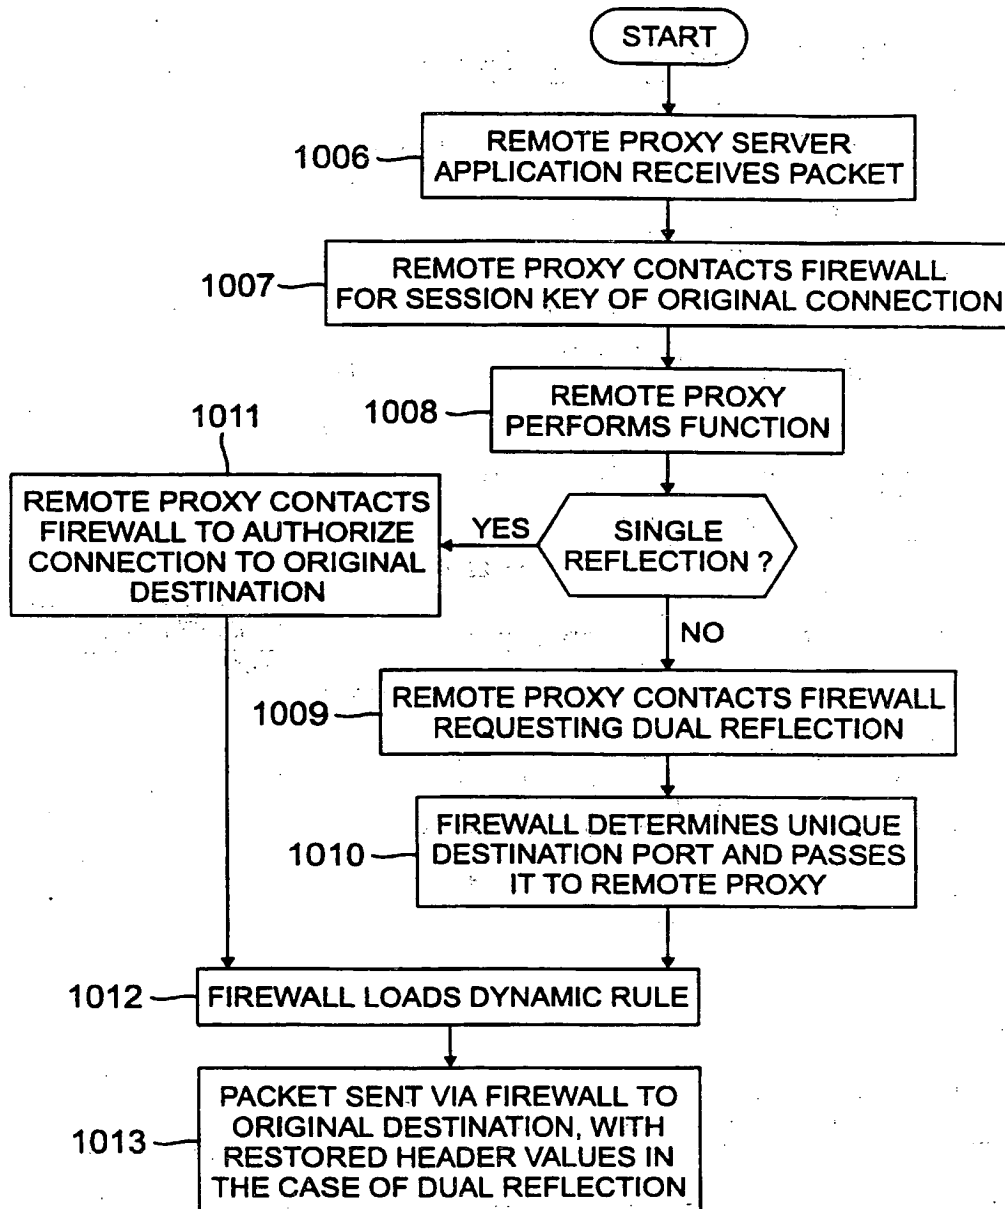 START
1006
REMOTE PROXY SERVER
APPLICATION RECEIVES PACKET
1007
REMOTE PROXY CONTACTS FIREWALL
FOR SESSION KEY OF ORIGINAL CONNECTION
1008
REMOTE PROXY
PERFORMS FUNCTION
1011
REMOTE PROXY CONTACTS
FIREWALL TO AUTHORIZE
CONNECTION TO ORIGINAL
DESTINATION
YES
SINGLE
REFLECTION ?
NO
1009
REMOTE PROXY CONTACTS FIREWALL
REQUESTING DUAL REFLECTION
1010
FIREWALL DETERMINES UNIQUE
DESTINATION PORT AND PASSES
IT TO REMOTE PROXY
1012
FIREWALL LOADS DYNAMIC RULE
1013
PACKET SENT VIA FIREWALL TO
ORIGINAL DESTINATION, WITH
RESTORED HEADER VALUES IN
THE CASE OF DUAL REFLECTION